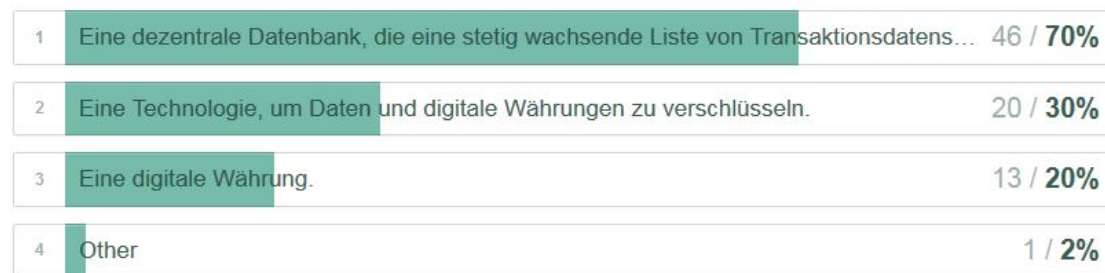 1 Eine dezentrale Datenbank, die eine stetig wachsende Liste von Transaktionsdatens... 46 / 70%
2 Eine Technologie, um Daten und digitale Währungen zu verschlüsseln. 20 / 30%
3 Eine digitale Währung. 13 / 20%
4 Other 1 / 2%